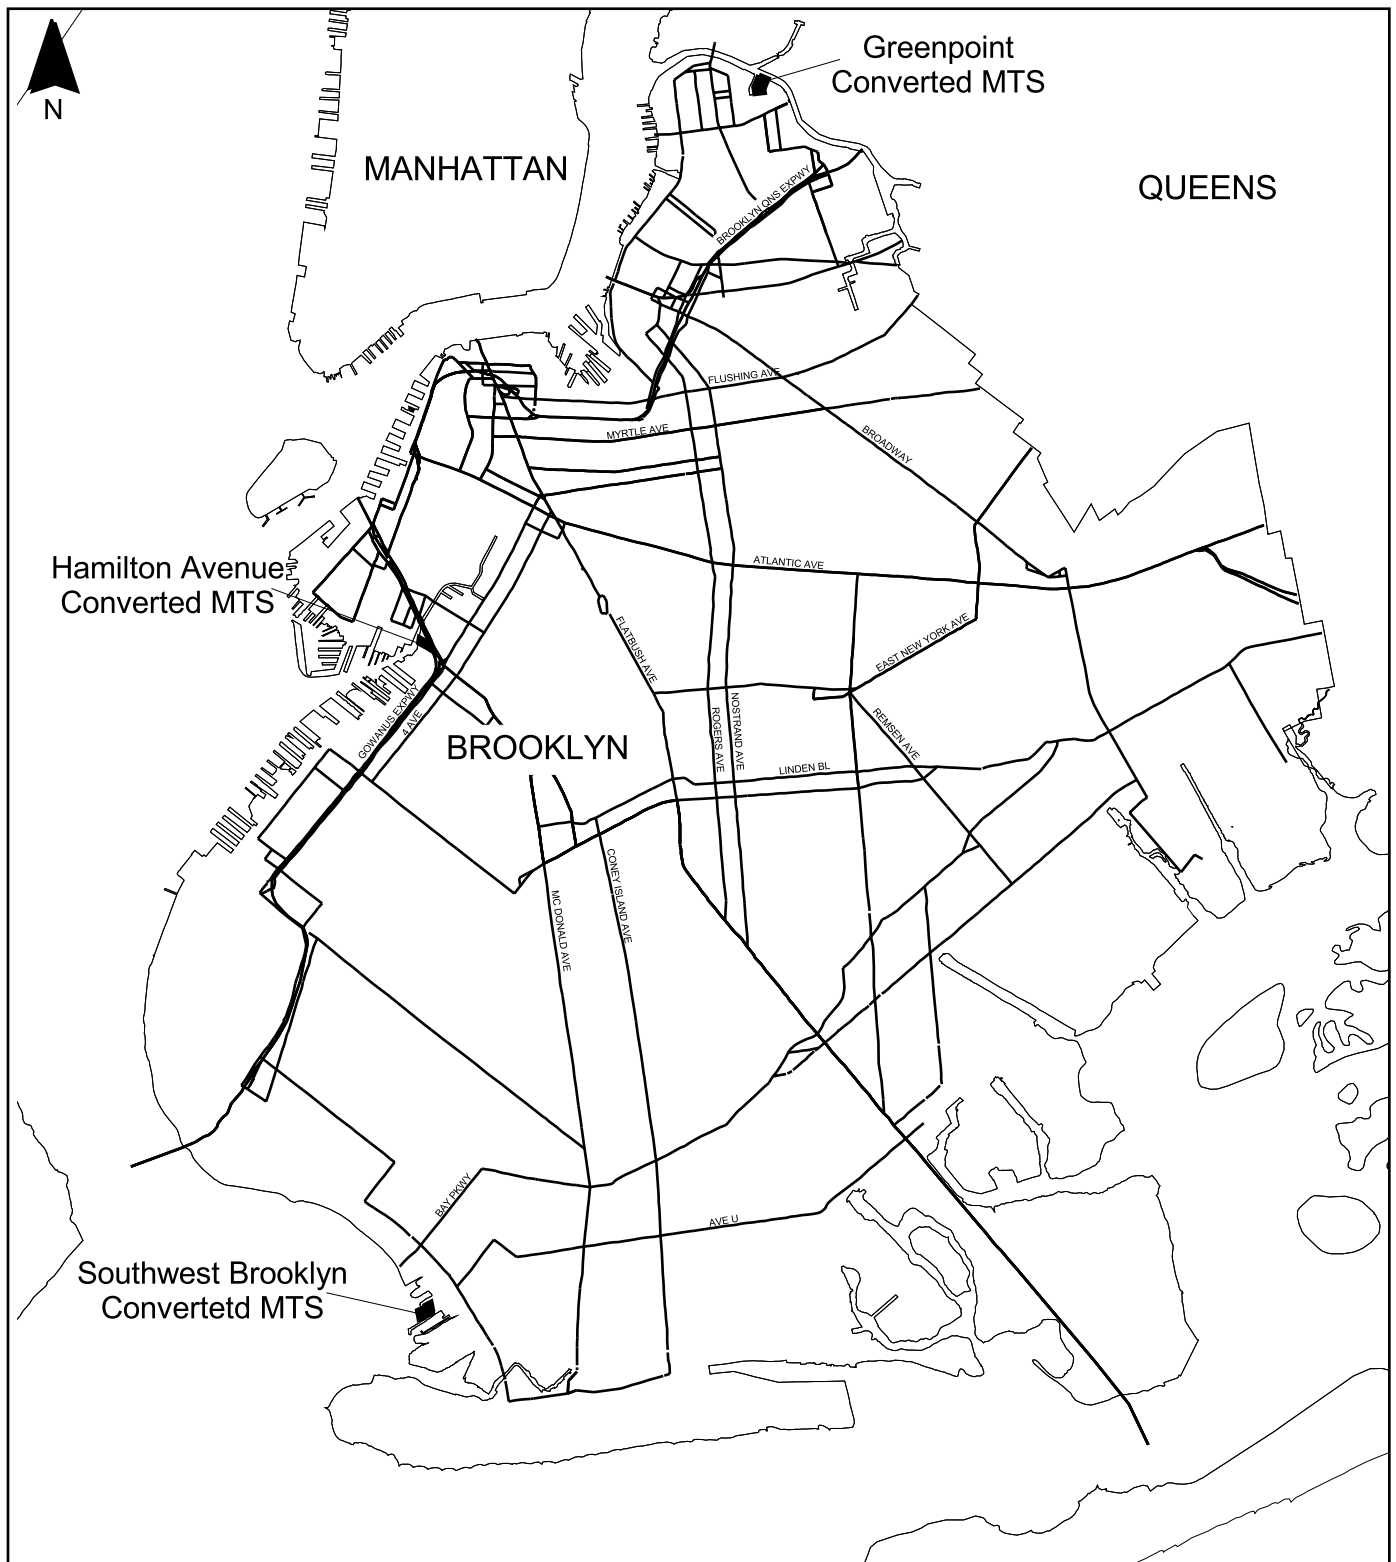 Greenpoint
Converted MTS
N
MANHATTAN
QUEENS
BROOKLYN QNS EXPWY
FLUSHING AVE
MYRTLE AVE
BROADWAY
Hamilton Avenue
Converted MTS
ATLANTIC AVE
FLATBUSH AVE
EAST NEW YORK AVE
GOWANUS EXPWY
4 AVE
ROGERS AVE
NOSTRAND AVE
REMSEN AVE
BROOKLYN
LINDEN BL
MC DONALD AVE
CONEY ISLAND AVE
BAY PKWY
AVE U
Southwest Brooklyn
Convertetd MTS